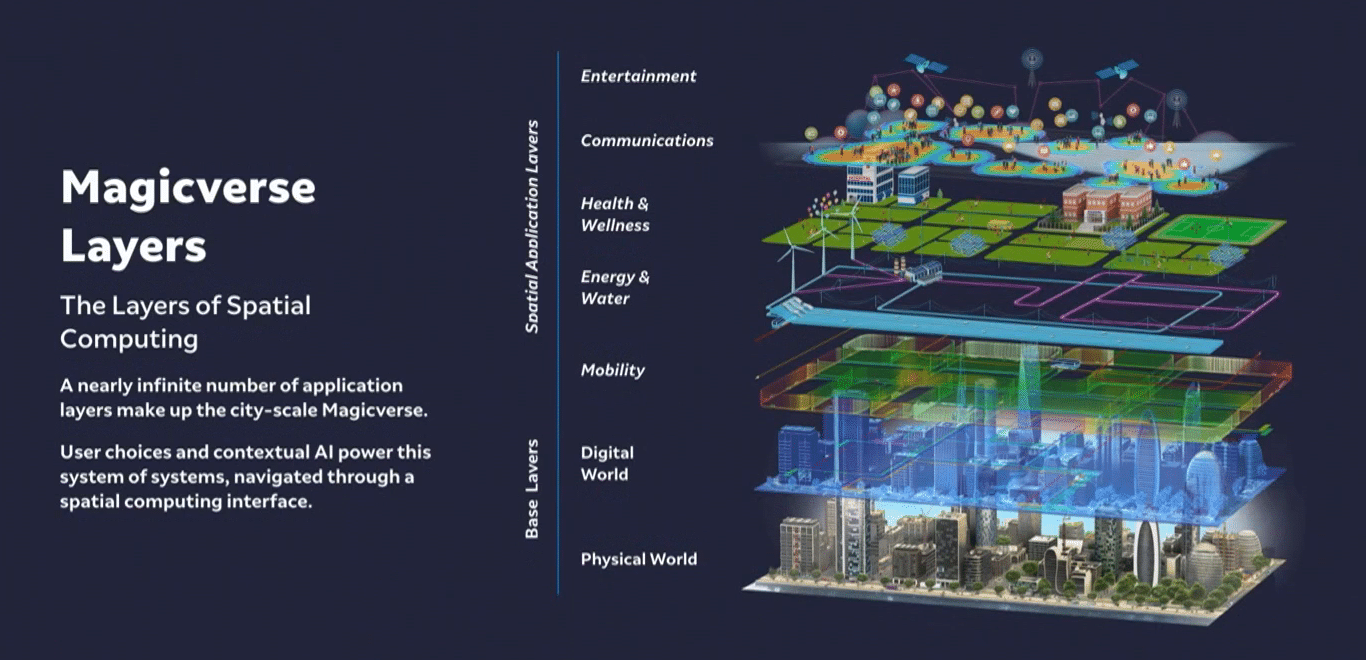 Magicverse
Layers
The Layers of Spatial
Computing
A nearly infinite number of application
layers make up the city-scale Magicverse.
User choices and contextual AI power this
system of systems, navigated through a
spatial computing interface.
Spatial Application Layers
Entertainment
Communications
Health &
Wellness
Energy &
Water
Mobility
Base Layers
Digital
World
Physical World